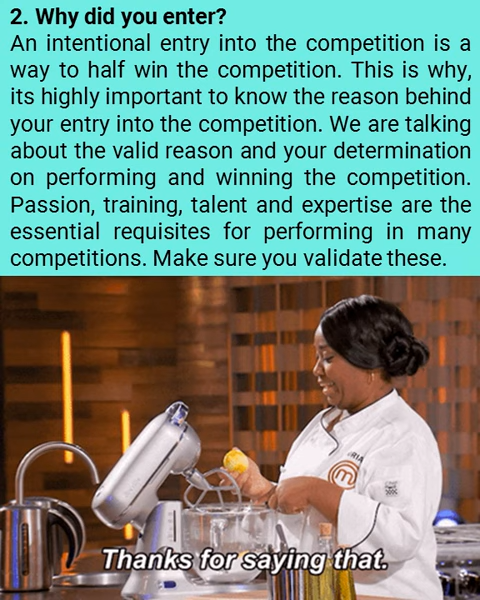 2. Why did you enter?
An intentional entry into the competition is a
way to half win the competition. This is why,
its highly important to know the reason behind
your entry into the competition. We are talking
about the valid reason and your determination
on performing and winning the competition.
Passion, training, talent and expertise are the
essential requisites for performing in many
competitions. Make sure you validate these.
RIA
m
Thanks for saying that.